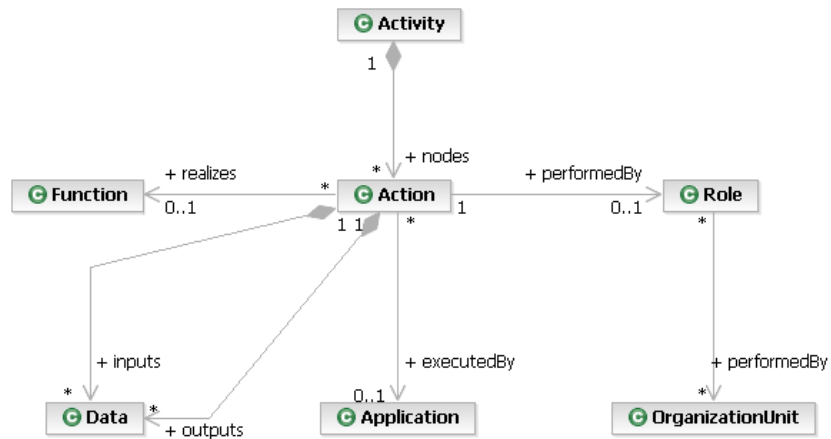 C Activity
1
+ nodes
*
+ realizes
*
+ performedBy
C Function
C Action
C Role
0..1
1
0..1
1 1
*
*
+ inputs
+ executedBy
+ performedBy
*
*
0..1
*
C Data
C Application
C OrganizationUnit
+ outputs